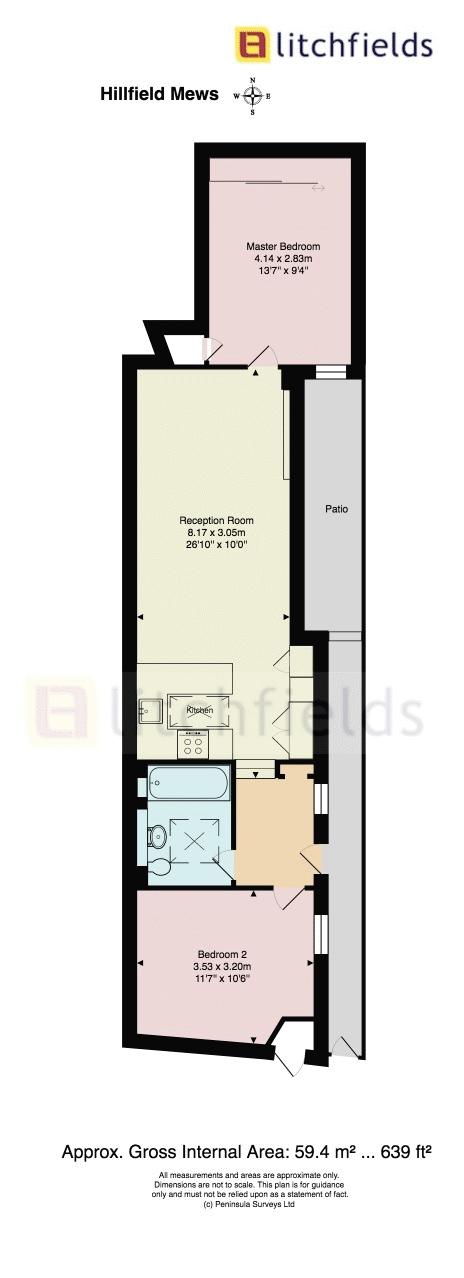 litchfields
Hillfield Mews
N
W E
S
Master Bedroom
4.14 x 2.83m
13'7" x 9'4"
Reception Room
8.17 x 3.05m
26'10" x 10'0"
Patio
litchfields
Kitchen
Bedroom 2
3.53 x 3.20m
11'7" x 10'6"
Approx. Gross Internal Area: 59.4 m² ... 639 ft²
All measurements and areas are approximate only.
Dimensions are not to scale. This plan is for guidance
only and must not be relied upon as a statement of fact.
(c) Peninsula Surveys Ltd